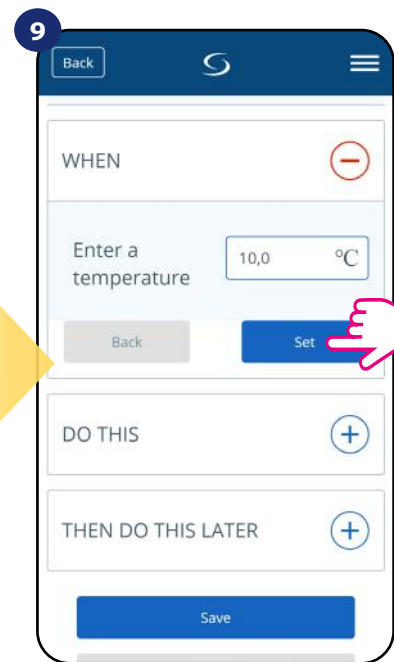 9
Back
WHEN
Enter a
temperature
10,0 °C
Back Set
DO THIS
THEN DO THIS LATER
Save